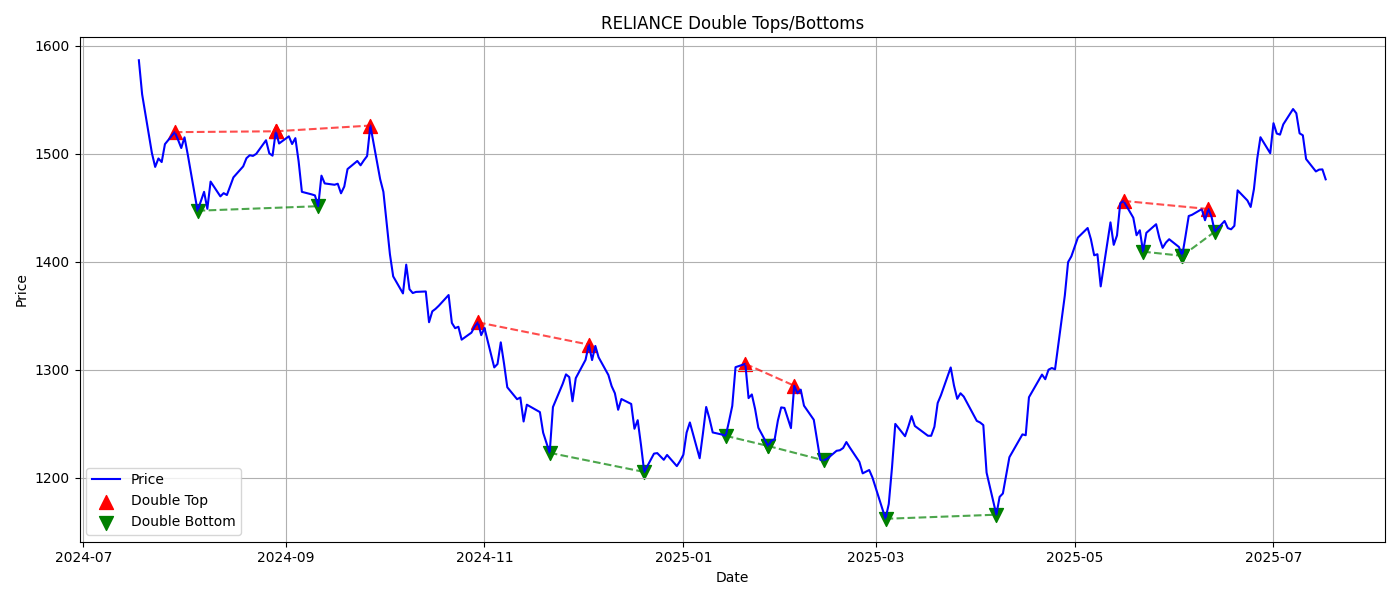 RELIANCE Double Tops/Bottoms
Price
1600
1500
1400
1300
1200
Price
Double Top
Double Bottom
2024-07
2024-09
2024-11
2025-01
2025-03
2025-05
2025-07
Date